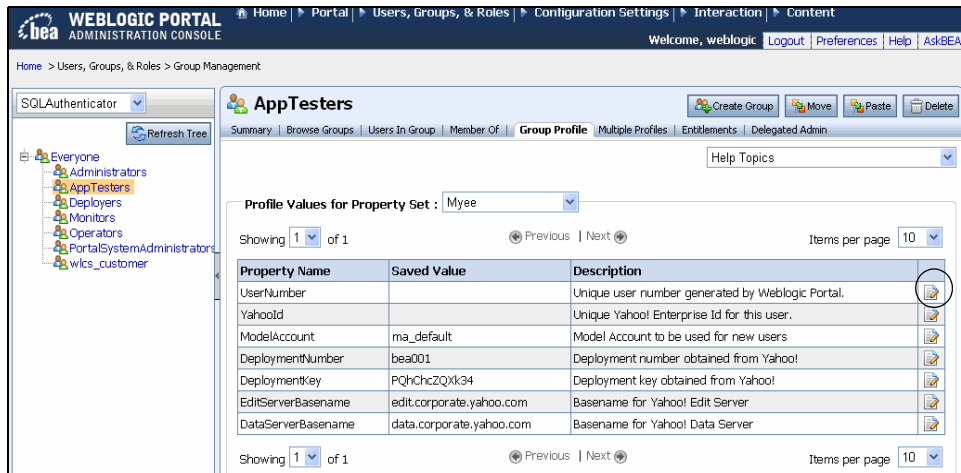 bea WEBLOGIC PORTAL
ADMINISTRATION CONSOLE
Home | Portal | Users, Groups, & Roles | Configuration Settings | Interaction | Content
Welcome, weblogic Logout | Preferences | Help | AskBEA
Home > Users, Groups, & Roles > Group Management
SQLAuthenticator
Refresh Tree
Everyone
Administrators
AppTesters
Deployers
Monitors
Operators
PortalSystemAdministrators
wlcs_customer
AppTesters
Create Group Move Paste Delete
Summary | Browse Groups | Users In Group | Member Of | Group Profile Multiple Profiles | Entitlements | Delegated Admin
Help Topics
Profile Values for Property Set : Myee
Showing 1 of 1 Previous | Next Items per page 10
Property Name Saved Value Description
UserNumber Unique user number generated by Weblogic Portal.
YahooId Unique Yahoo! Enterprise Id for this user.
ModelAccount ma_default Model Account to be used for new users
DeploymentNumber bea001 Deployment number obtained from Yahoo!
DeploymentKey PQhChcZQXk34 Deployment key obtained from Yahoo!
EditServerBasename edit.corporate.yahoo.com Basename for Yahoo! Edit Server
DataServerBasename data.corporate.yahoo.com Basename for Yahoo! Data Server
Showing 1 of 1 Previous | Next Items per page 10